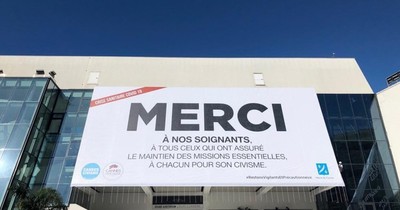 CRISE SANITAIRE COVID-19
MERCI
À NOS SOIGNANTS,
À TOUS CEUX QUI ONT ASSURÉ
LE MAINTIEN DES MISSIONS ESSENTIELLES,
À CHACUN POUR SON CIVISME.